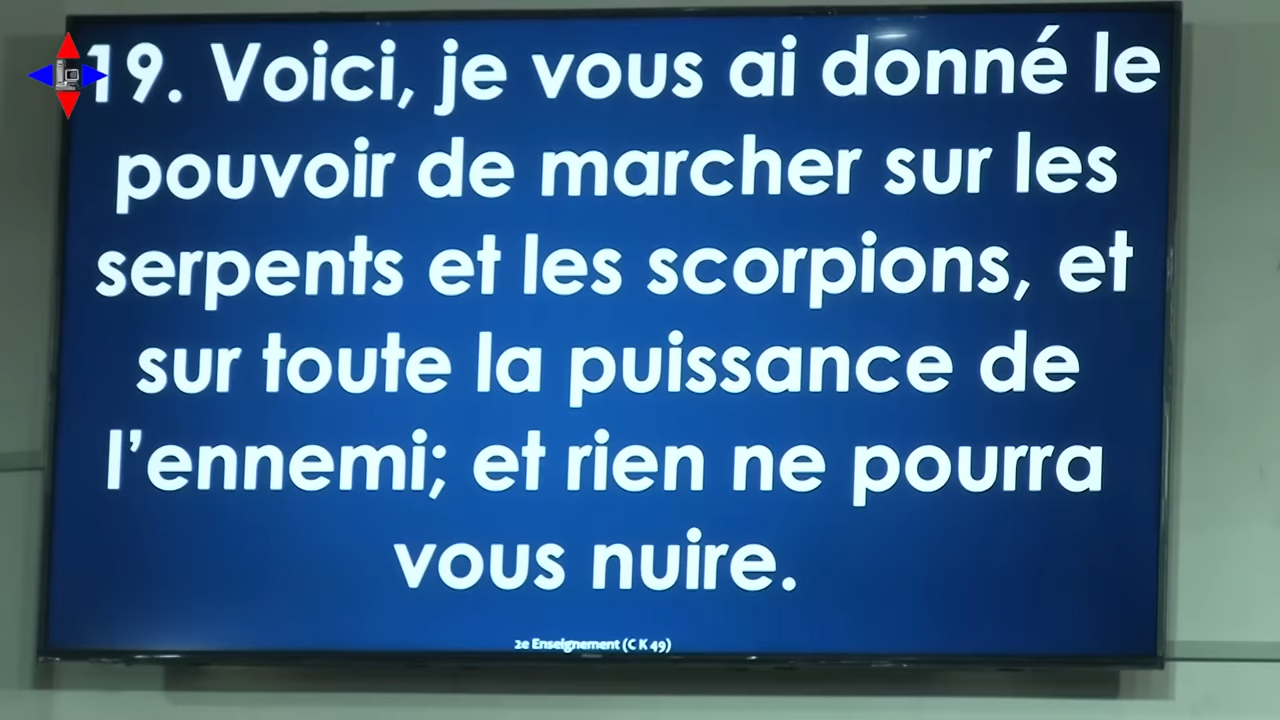 19. Voici, je vous ai donné le
pouvoir de marcher sur les
serpents et les scorpions, et
sur toute la puissance de
l’ennemi; et rien ne pourra
vous nuire.
2e Enseignement (C K 49)